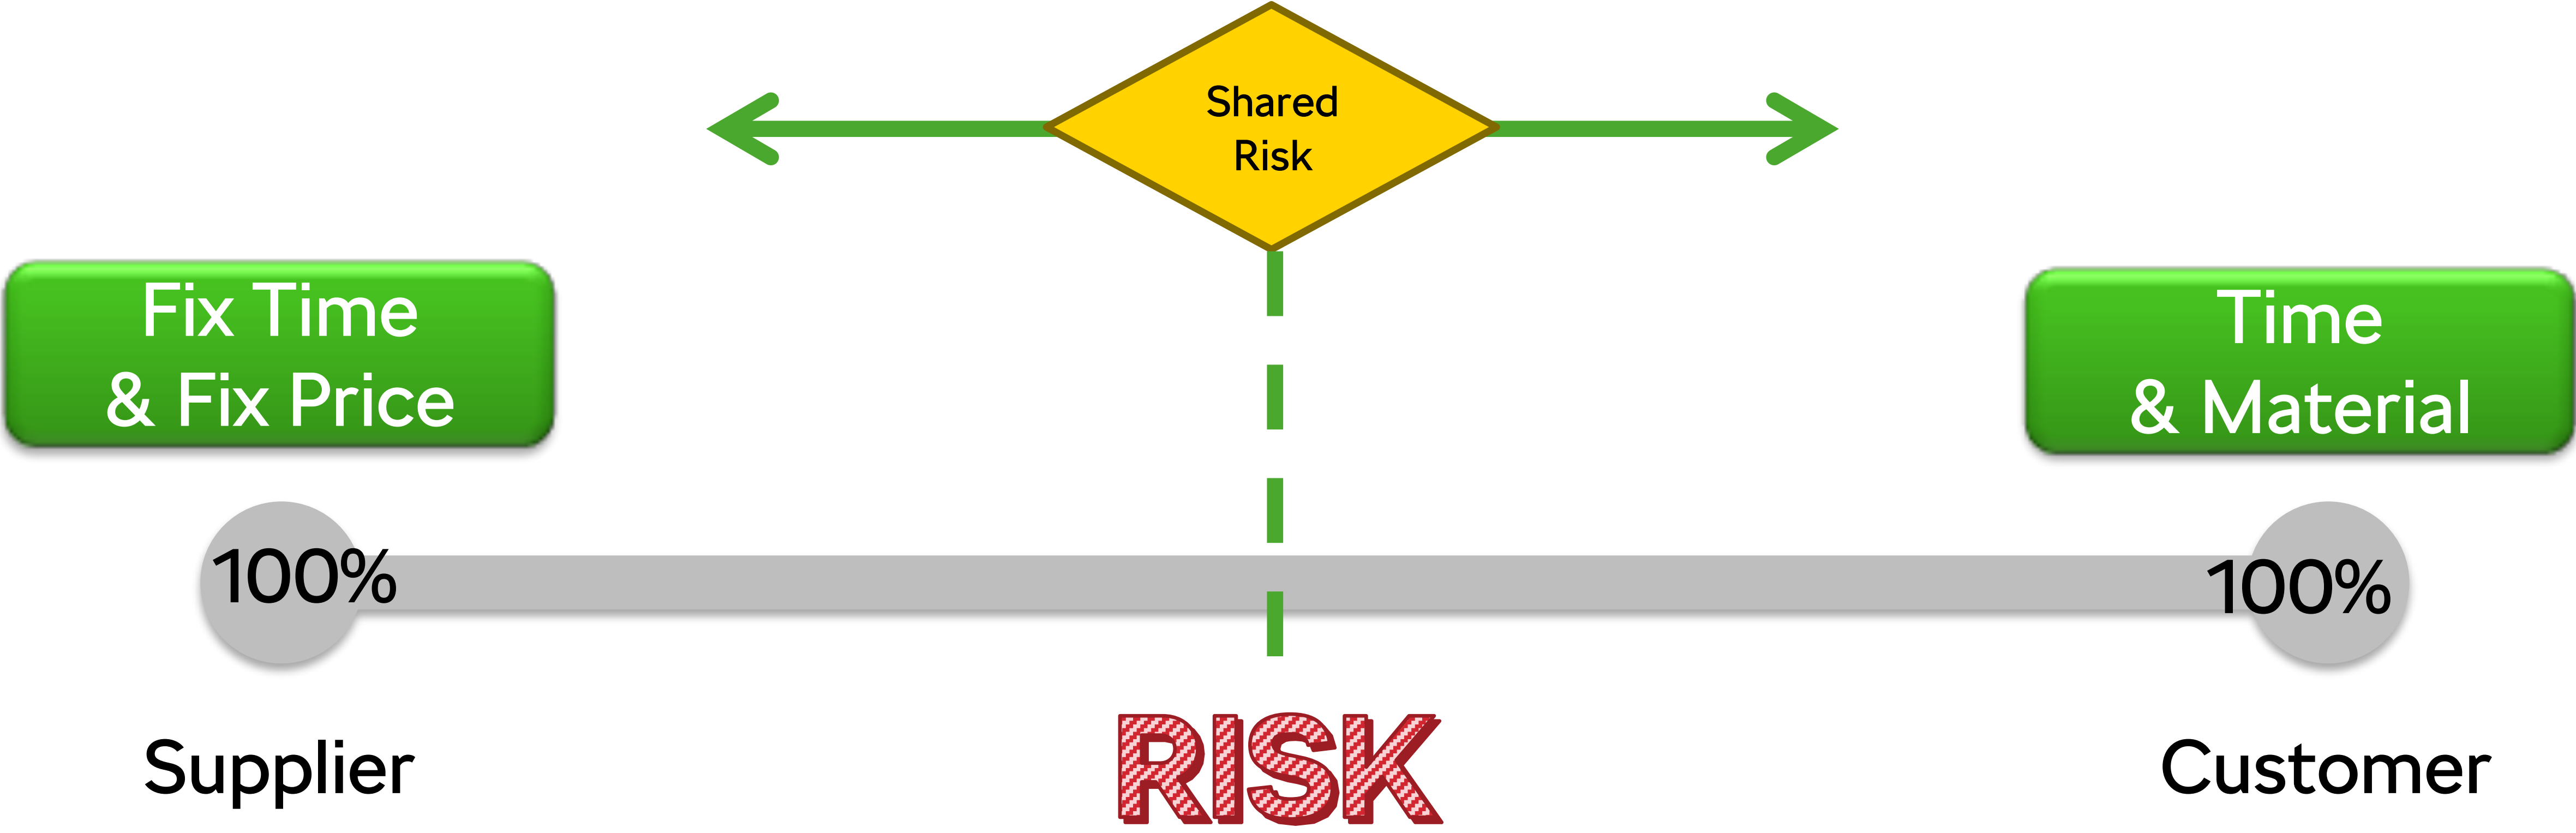 Shared
Risk
Fix Time
& Fix Price
Time
& Material
100%
100%
Supplier
RISK
Customer